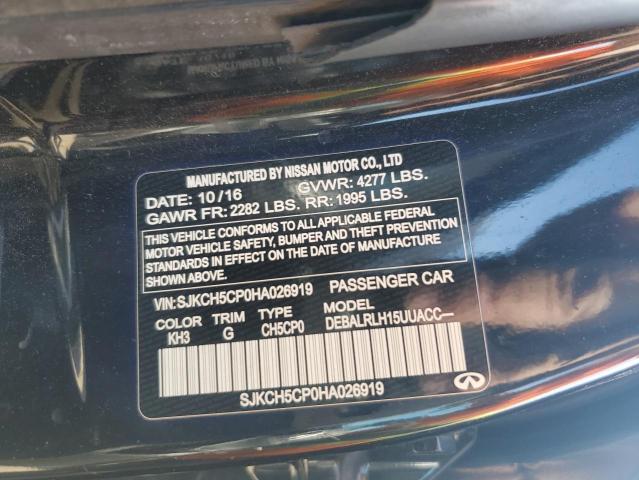 MANUFACTURED BY NISSAN MOTOR CO., LTD
DATE: 10/16 GVWR: 4277 LBS.
GAWR FR: 2282 LBS. RR: 1995 LBS.
THIS VEHICLE CONFORMS TO ALL APPLICABLE FEDERAL
MOTOR VEHICLE SAFETY, BUMPER AND THEFT PREVENTION
STANDARDS IN EFFECT ON THE DATE OF MANUFACTURE
SHOWN ABOVE.
VIN:SJKCH5CP0HA026919 PASSENGER CAR
COLOR TRIM TYPE MODEL
KH3 G CH5CP0 DEBALRLH15UUACC—
SJKCH5CP0HA026919